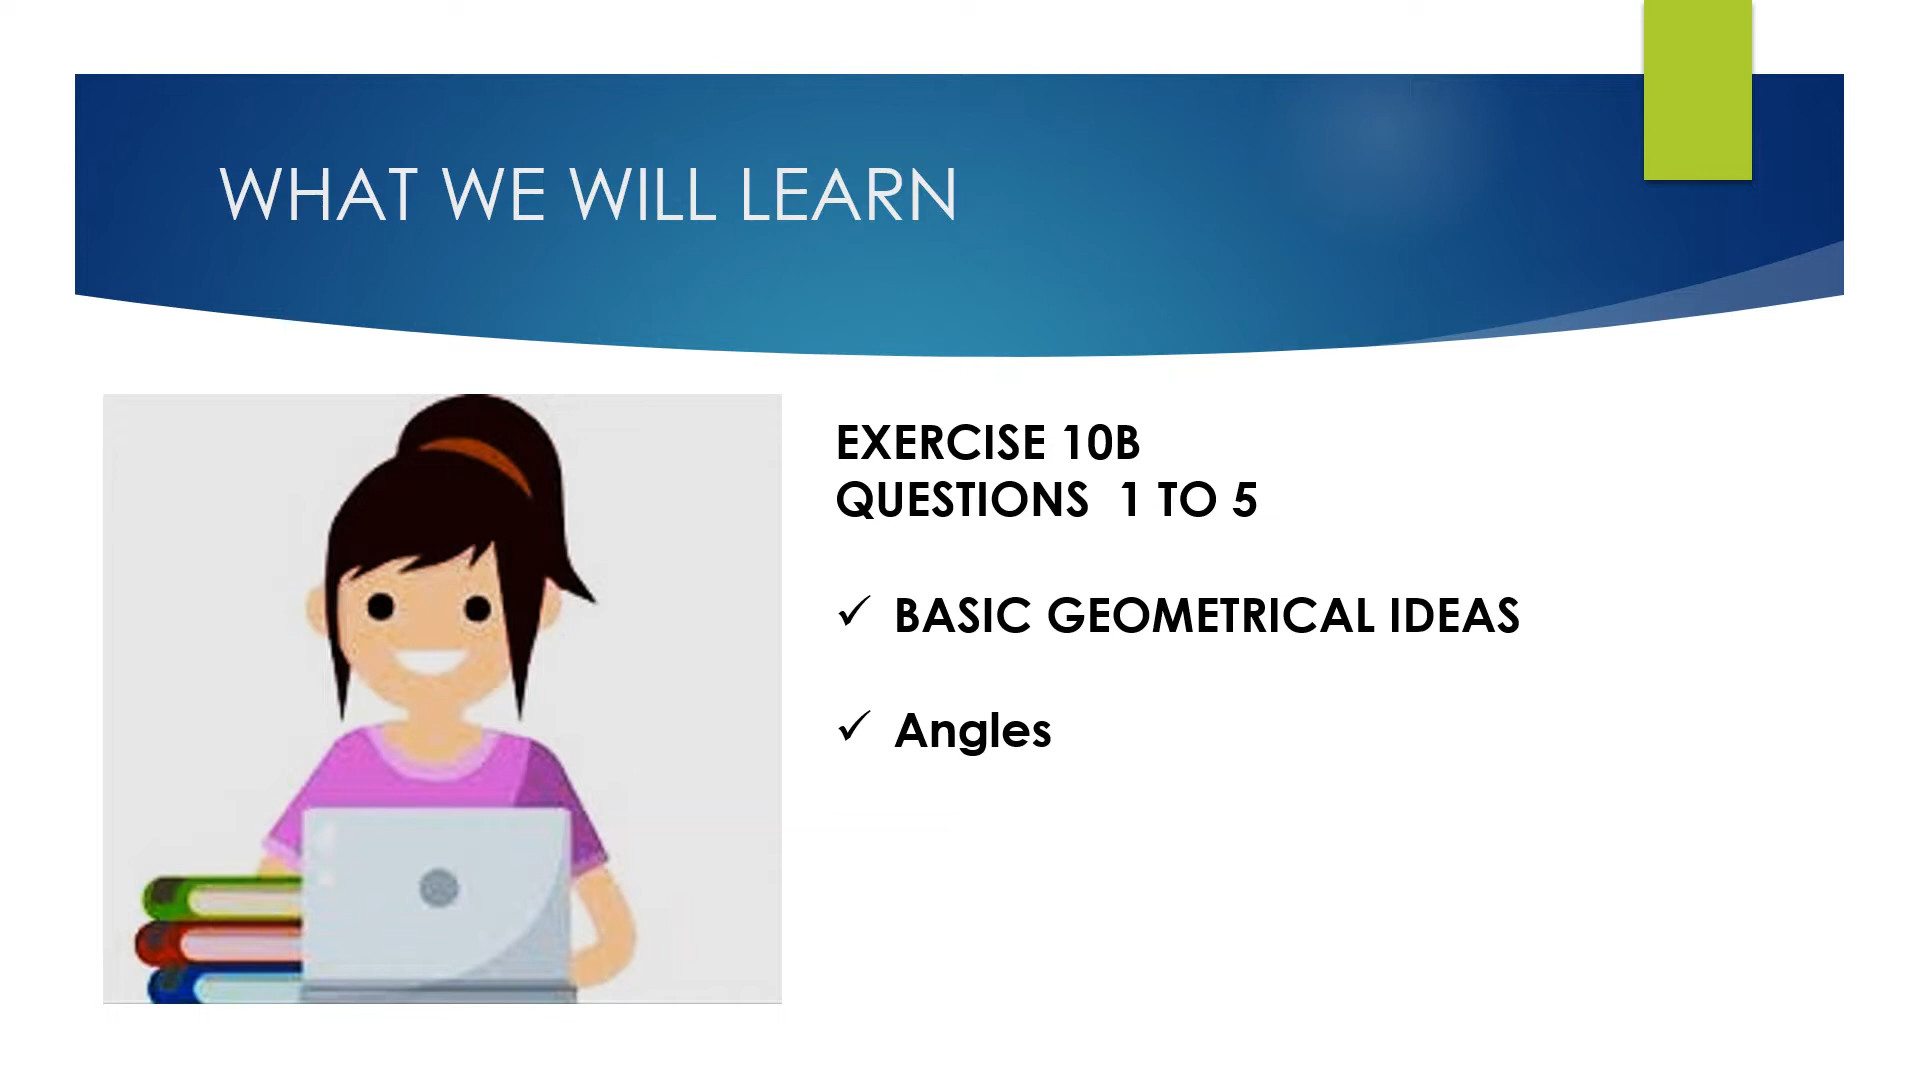 WHAT WE WILL LEARN
EXERCISE 10B
QUESTIONS 1 TO 5
✓ BASIC GEOMETRICAL IDEAS
✓ Angles